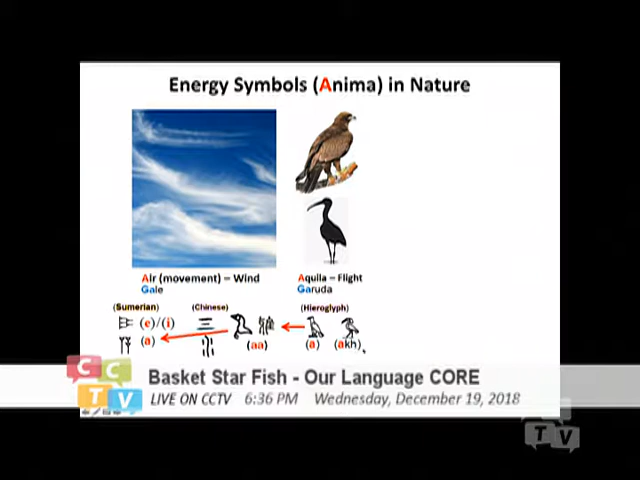 Energy Symbols (Anima) in Nature
Air (movement) – Wind
Gale
Aquila – Flight
Garuda
(Sumerian)
(Chinese)
(Hieroglyph)
(e)/(i)
三
(a)
(aa)
(a)
(akh)
CCTV
Basket Star Fish - Our Language CORE
LIVE ON CCTV 6:36 PM Wednesday, December 19, 2018
TV